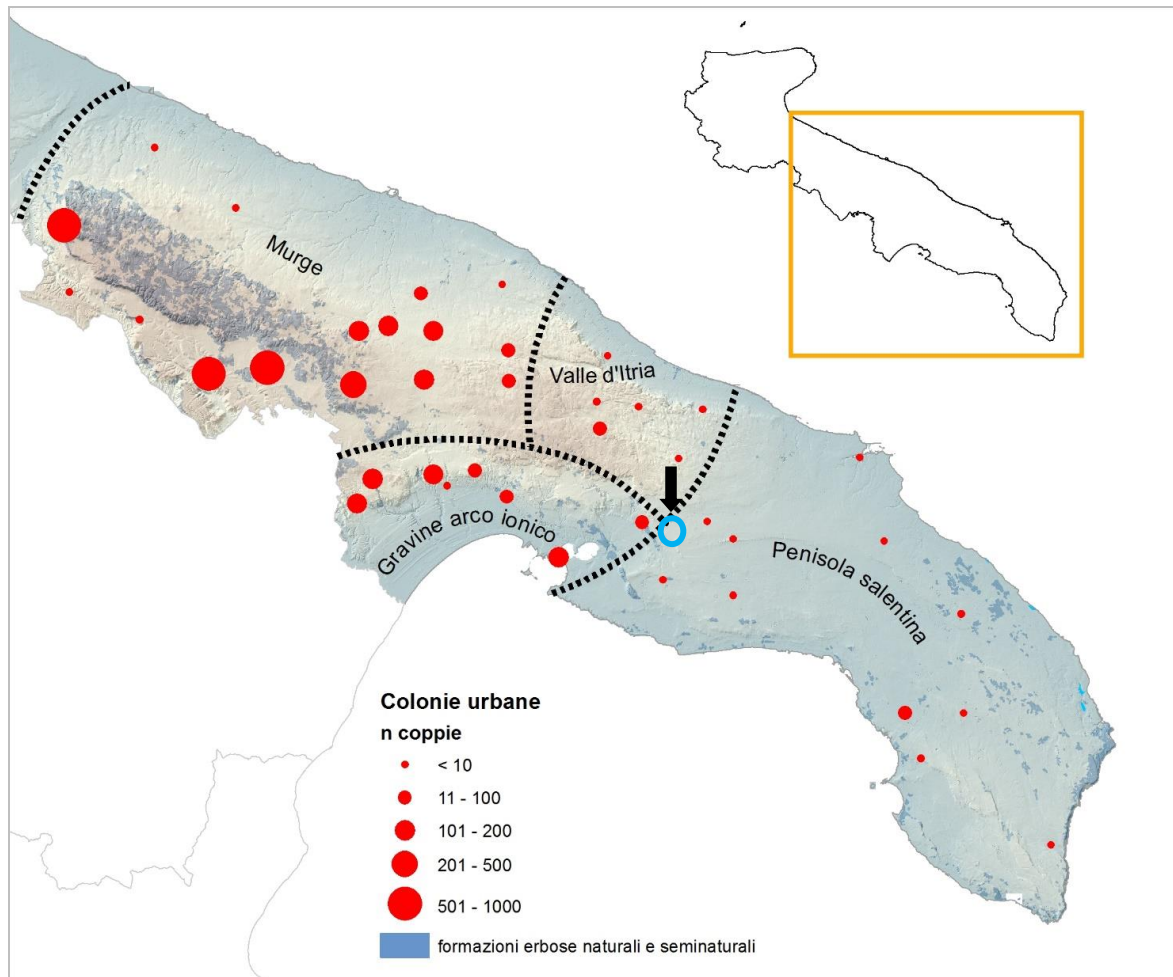 Murge
Valle d'Itria
Gravine arco ionico
Penisola salentina
Colonie urbane
n coppie
< 10
11 - 100
101 - 200
201 - 500
501 - 1000
formazioni erbose naturali e seminaturali